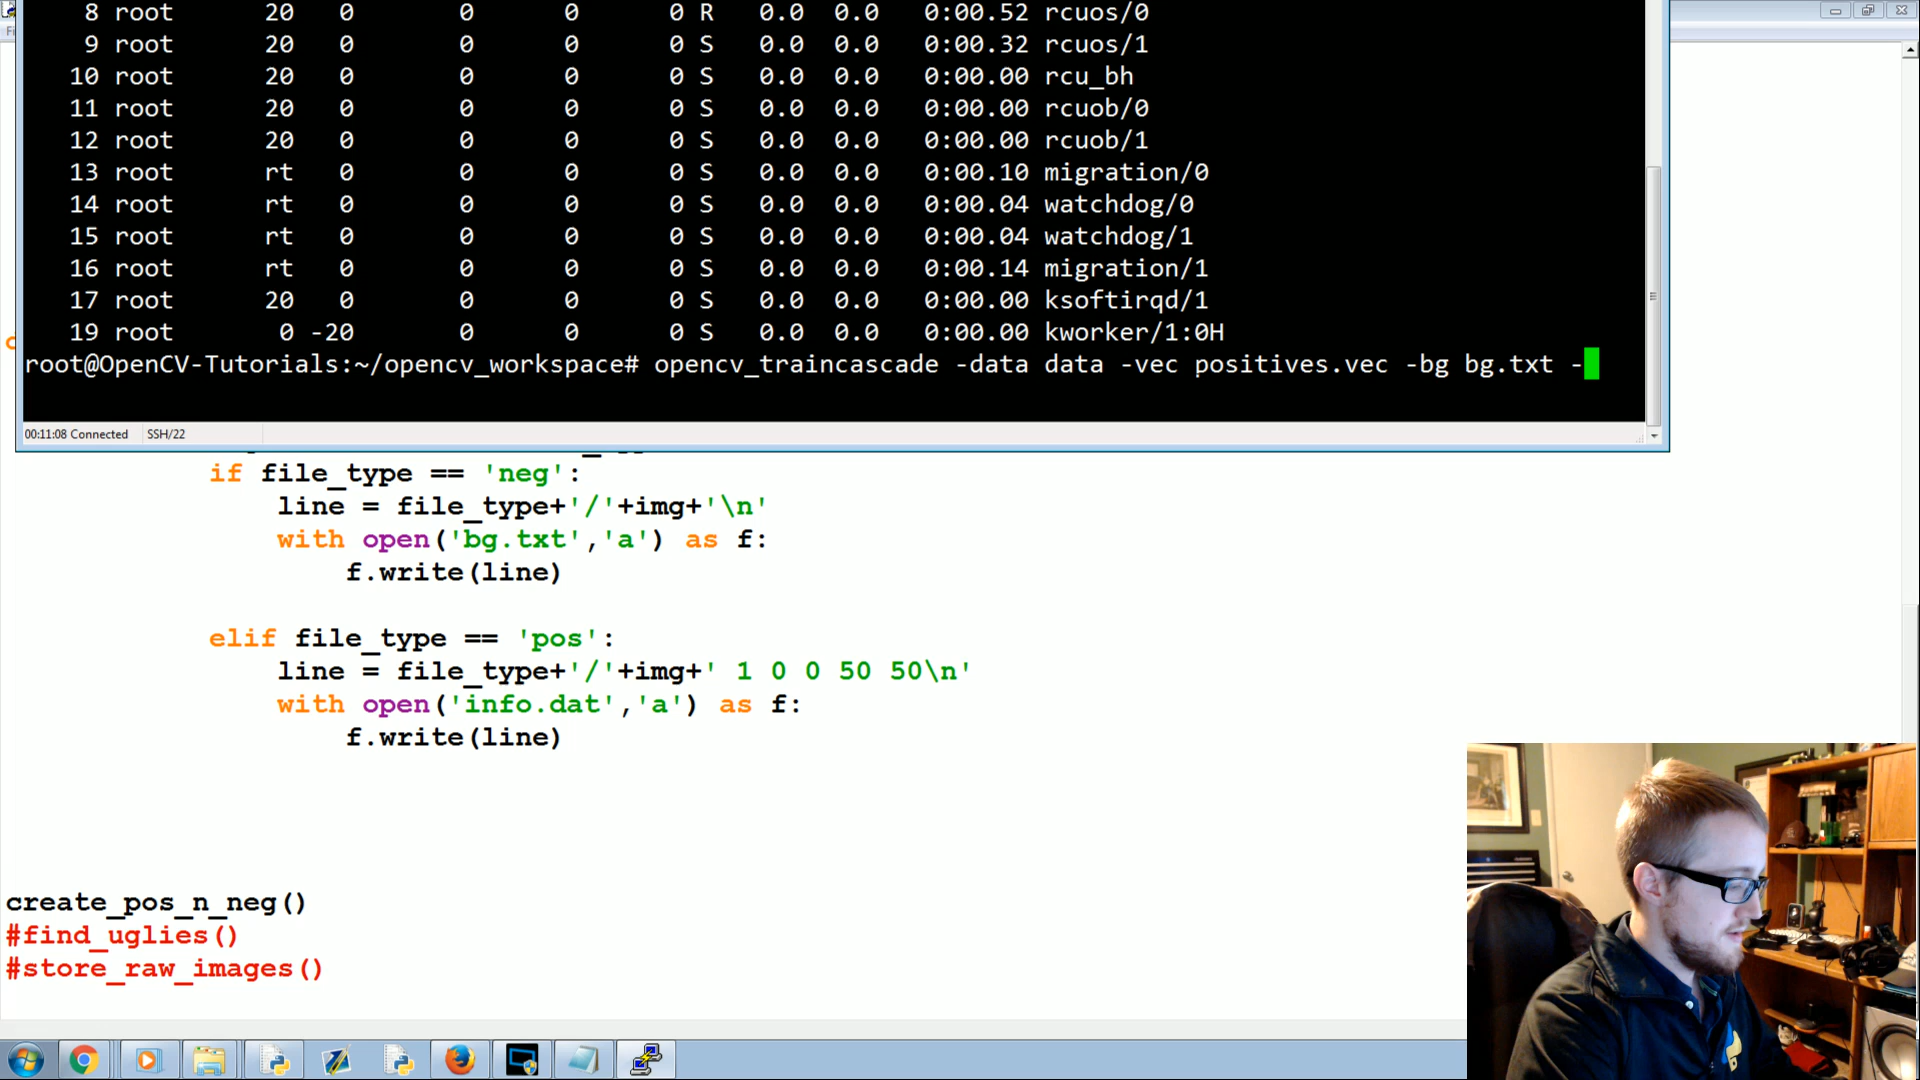 8 root 20 0 0 0 R 0.0 0.0 0:00.52 rcuos/0
9 root 20 0 0 0 S 0.0 0.0 0:00.32 rcuos/1
10 root 20 0 0 0 S 0.0 0.0 0:00.00 rcu_bh
11 root 20 0 0 0 S 0.0 0.0 0:00.00 rcuob/0
12 root 20 0 0 0 S 0.0 0.0 0:00.00 rcuob/1
13 root rt 0 0 0 S 0.0 0.0 0:00.10 migration/0
14 root rt 0 0 0 S 0.0 0.0 0:00.04 watchdog/0
15 root rt 0 0 0 S 0.0 0.0 0:00.04 watchdog/1
16 root rt 0 0 0 S 0.0 0.0 0:00.14 migration/1
17 root 20 0 0 0 S 0.0 0.0 0:00.00 ksoftirqd/1
19 root 0 -20 0 0 0 S 0.0 0.0 0:00.00 kworker/1:0H
root@OpenCV-Tutorials:~/opencv_workspace# opencv_traincascade -data data -vec positives.vec -bg bg.txt -
00:11:08 Connected SSH/22
if file_type == 'neg':
line = file_type+'/'+img+'\n'
with open('bg.txt','a') as f:
f.write(line)
elif file_type == 'pos':
line = file_type+'/'+img+' 1 0 0 50 50\n'
with open('info.dat','a') as f:
f.write(line)
create_pos_n_neg()
#find_uglies()
#store_raw_images()